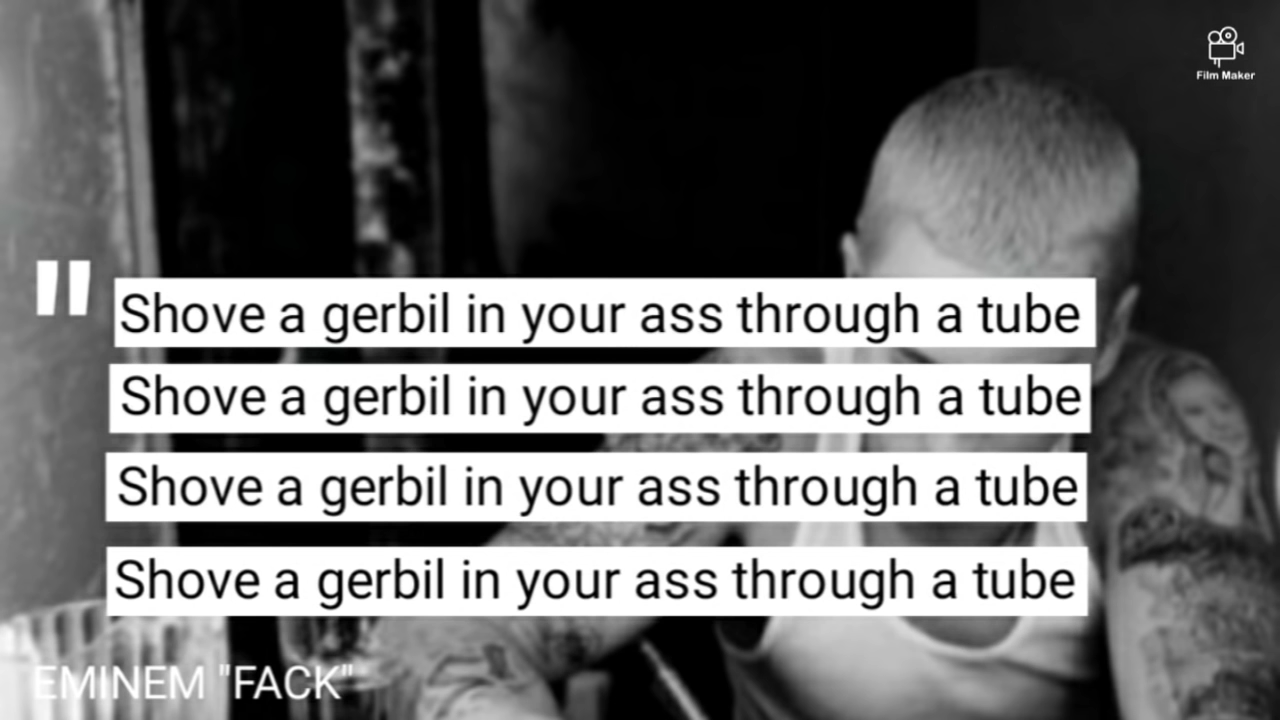 Film Maker
"
Shove a gerbil in your ass through a tube
Shove a gerbil in your ass through a tube
Shove a gerbil in your ass through a tube
Shove a gerbil in your ass through a tube
EMINEM "FACK"